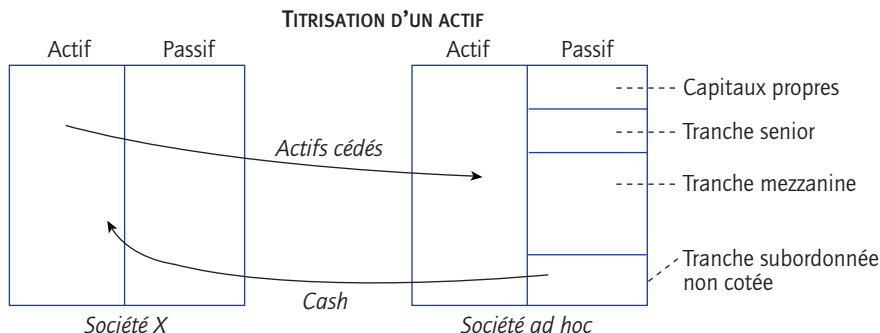 TITRISATION D'UN ACTIF
Actif Passif Actif Passif
Capitaux propres
Tranche senior
Actifs cédés
Tranche mezzanine
Tranche subordonnée
non cotée
Cash
Société X Société ad hoc